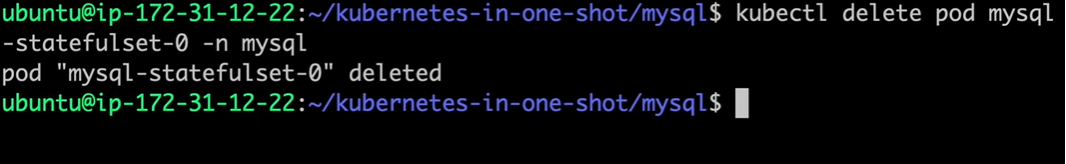 ubuntu@ip-172-31-12-22:~/kubernetes-in-one-shot/mysql$ kubectl delete pod mysql
-statefulset-0 -n mysql
pod "mysql-statefulset-0" deleted
ubuntu@ip-172-31-12-22:~/kubernetes-in-one-shot/mysql$